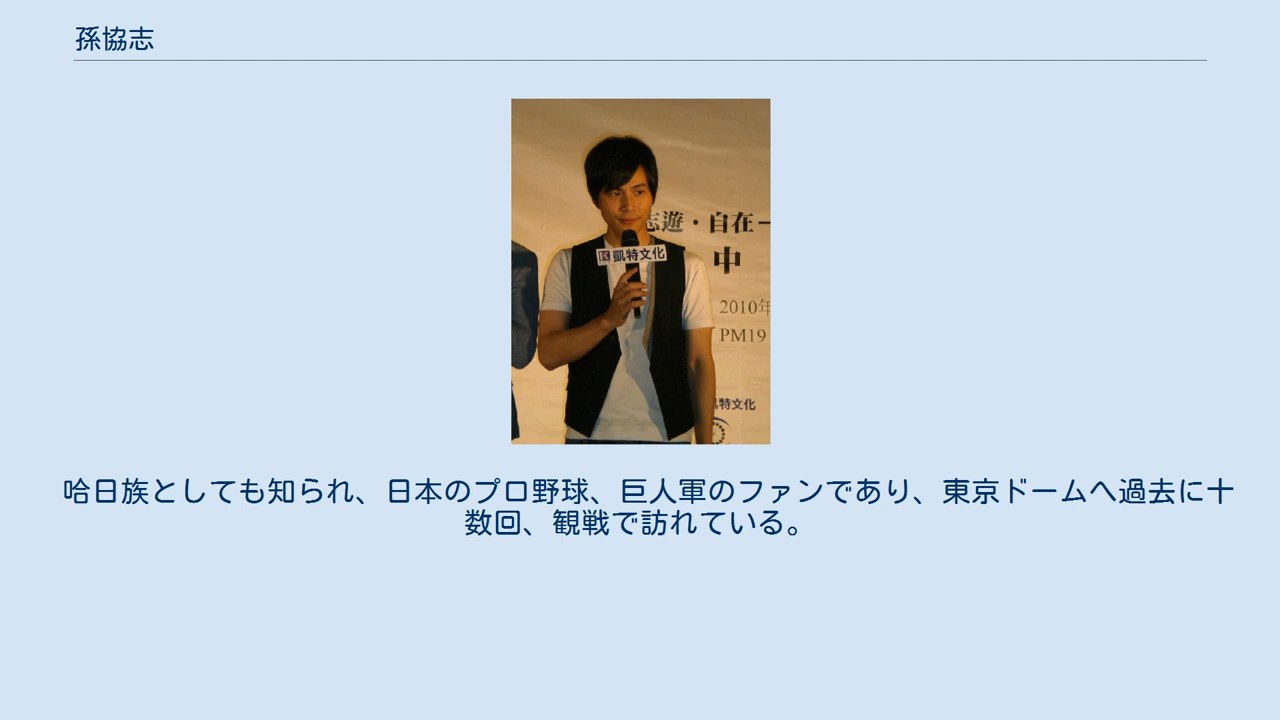 孫協志
志遊・自在一
中
K 凱特文化
2010年
PM19
特文化
哈日族としても知られ、日本のプロ野球、巨人軍のファンであり、東京ドームへ過去に十
数回、観戦で訪れている。